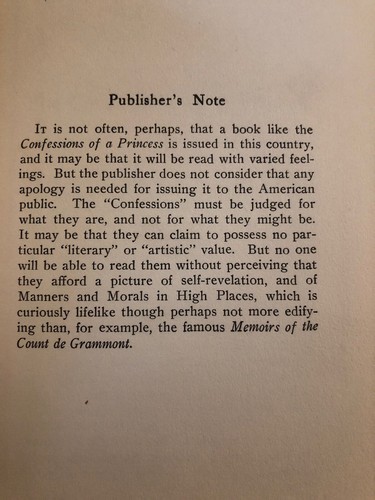 Publisher's Note
It is not often, perhaps, that a book like the
Confessions of a Princess is issued in this country,
and it may be that it will be read with varied feel-
ings. But the publisher does not consider that any
apology is needed for issuing it to the American
public. The "Confessions" must be judged for
what they are, and not for what they might be.
It may be that they can claim to possess no par-
ticular "literary" or "artistic" value. But no one
will be able to read them without perceiving that
they afford a picture of self-revelation, and of
Manners and Morals in High Places, which is
curiously lifelike though perhaps not more edify-
ing than, for example, the famous Memoirs of the
Count de Grammont.